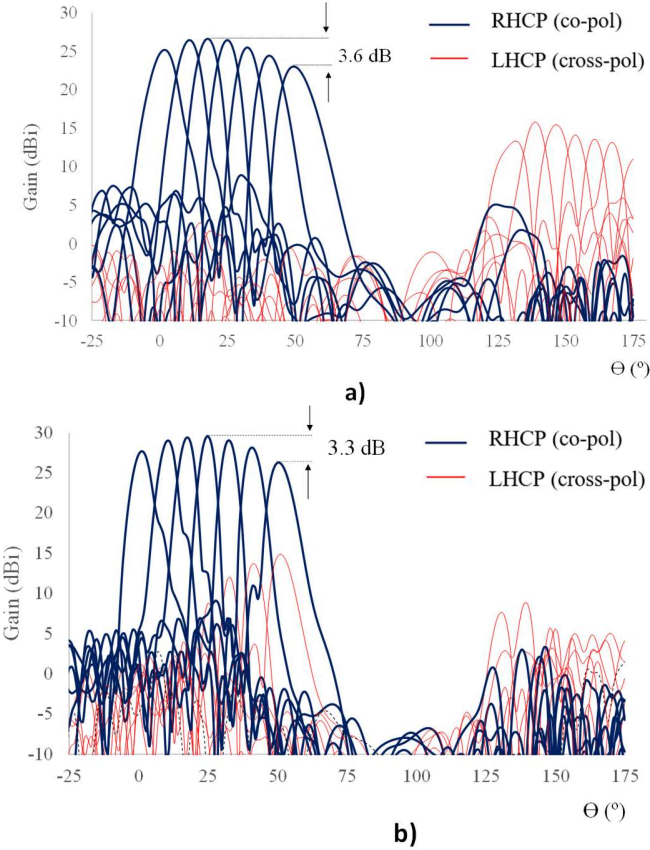 30
25
20
15
10
5
0
-5
-10
Gain (dBi)
3.6 dB
RHCP (co-pol)
LHCP (cross-pol)
-25 0 25 50 75 100 125 150 175
ϴ (º)
a)
30
25
20
15
10
5
0
-5
-10
Gain (dBi)
3.3 dB
RHCP (co-pol)
LHCP (cross-pol)
-25 0 25 50 75 100 125 150 175
ϴ (º)
b)